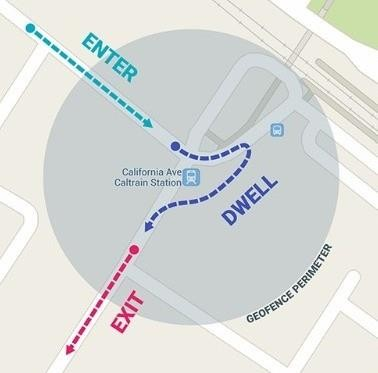 ENTER
California Ave
Caltrain Station
DWELL
EXIT
GEOFENCE PERIMETER